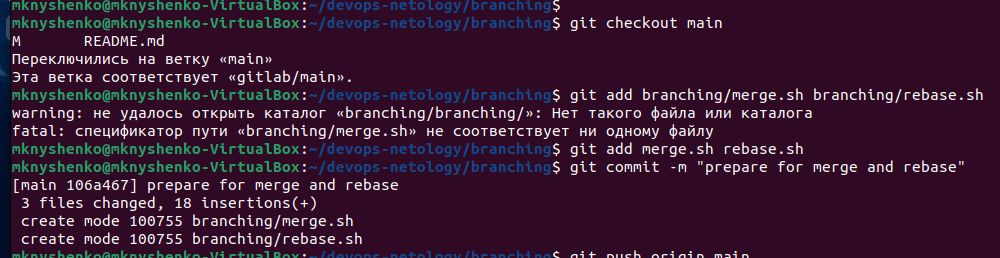 mknyshenko@mknyshenko-VirtualBox:~/devops-netology/branching$
mknyshenko@mknyshenko-VirtualBox:~/devops-netology/branching$ git checkout main
M       README.md
Переключились на ветку «main»
Эта ветка соответствует «gitlab/main».
mknyshenko@mknyshenko-VirtualBox:~/devops-netology/branching$ git add branching/merge.sh branching/rebase.sh
warning: не удалось открыть каталог «branching/branching/»: Нет такого файла или каталога
fatal: спецификатор пути «branching/merge.sh» не соответствует ни одному файлу
mknyshenko@mknyshenko-VirtualBox:~/devops-netology/branching$ git add merge.sh rebase.sh
mknyshenko@mknyshenko-VirtualBox:~/devops-netology/branching$ git commit -m "prepare for merge and rebase"
[main 106a467] prepare for merge and rebase
 3 files changed, 18 insertions(+)
 create mode 100755 branching/merge.sh
 create mode 100755 branching/rebase.sh
mknyshenko@mknyshenko-VirtualBox:~/devops-netology/branching$ git push origin main